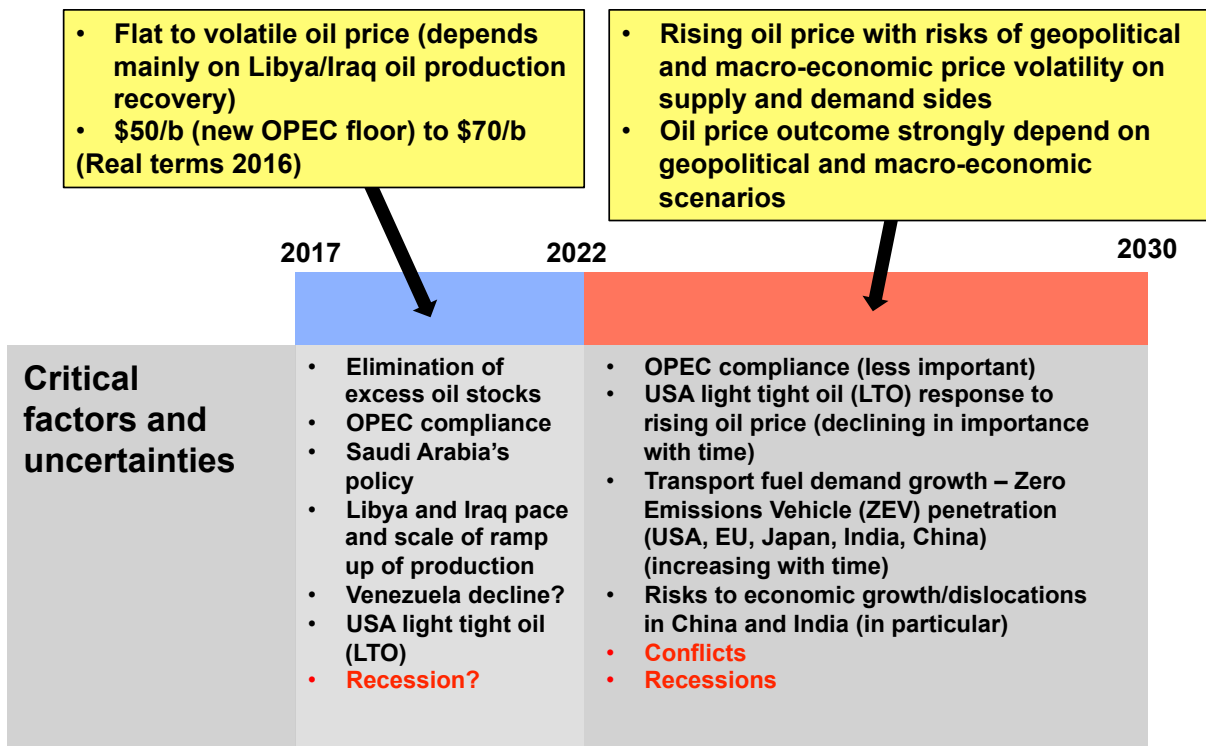 • Flat to volatile oil price (depends
mainly on Libya/Iraq oil production
recovery)
• $50/b (new OPEC floor) to $70/b
(Real terms 2016)
• Rising oil price with risks of geopolitical
and macro-economic price volatility on
supply and demand sides
• Oil price outcome strongly depend on
geopolitical and macro-economic
scenarios
2017
2022
2030
Critical
factors and
uncertainties
• Elimination of
excess oil stocks
• OPEC compliance
• Saudi Arabia’s
policy
• Libya and Iraq pace
and scale of ramp
up of production
• Venezuela decline?
• USA light tight oil
(LTO)
• Recession?
• OPEC compliance (less important)
• USA light tight oil (LTO) response to
rising oil price (declining in importance
with time)
• Transport fuel demand growth – Zero
Emissions Vehicle (ZEV) penetration
(USA, EU, Japan, India, China)
(increasing with time)
• Risks to economic growth/dislocations
in China and India (in particular)
• Conflicts
• Recessions